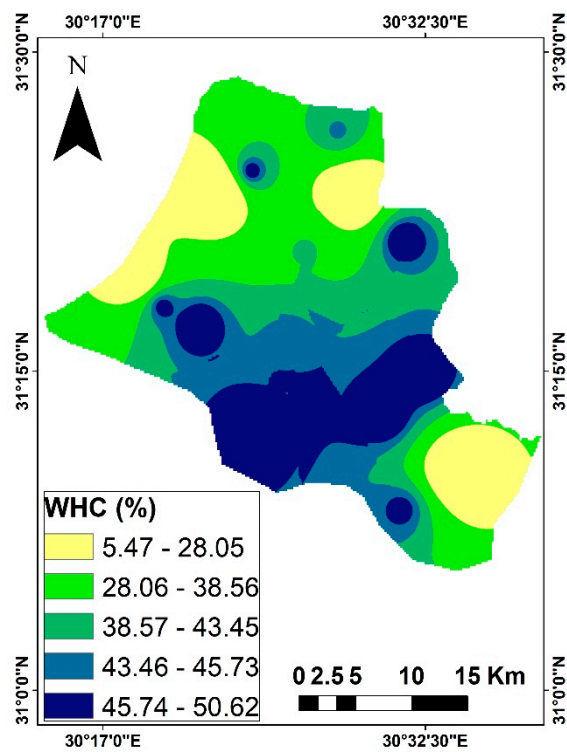 30°17'0"E 30°32'30"E
31°30'0"N 31°30'0"N
N
31°15'0"N 31°15'0"N
WHC (%)
5.47 - 28.05
28.06 - 38.56
38.57 - 43.45
43.46 - 45.73
45.74 - 50.62
0 2.5 5 10 15 Km
31°0'0"N 31°0'0"N
30°17'0"E 30°32'30"E